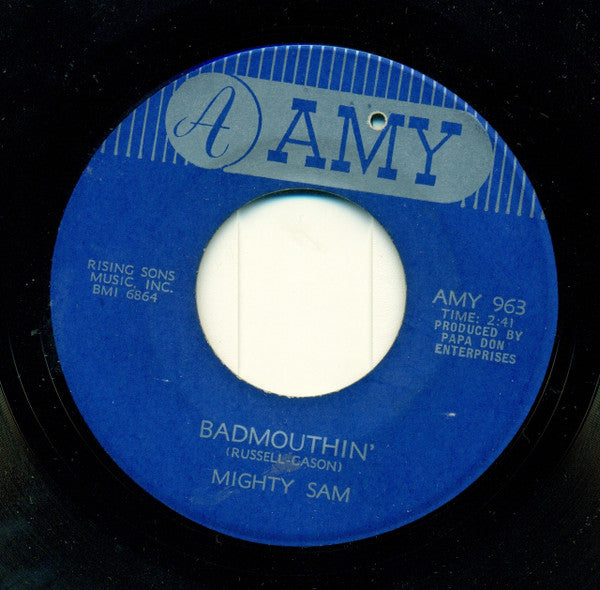 A AMY
RISING SONS
MUSIC, INC.
BMI 6864
AMY 963
TIME: 2:41
PRODUCED BY
PAPA DON
ENTERPRISES
BADMOUTHIN'
(RUSSELL-GASON)
MIGHTY SAM